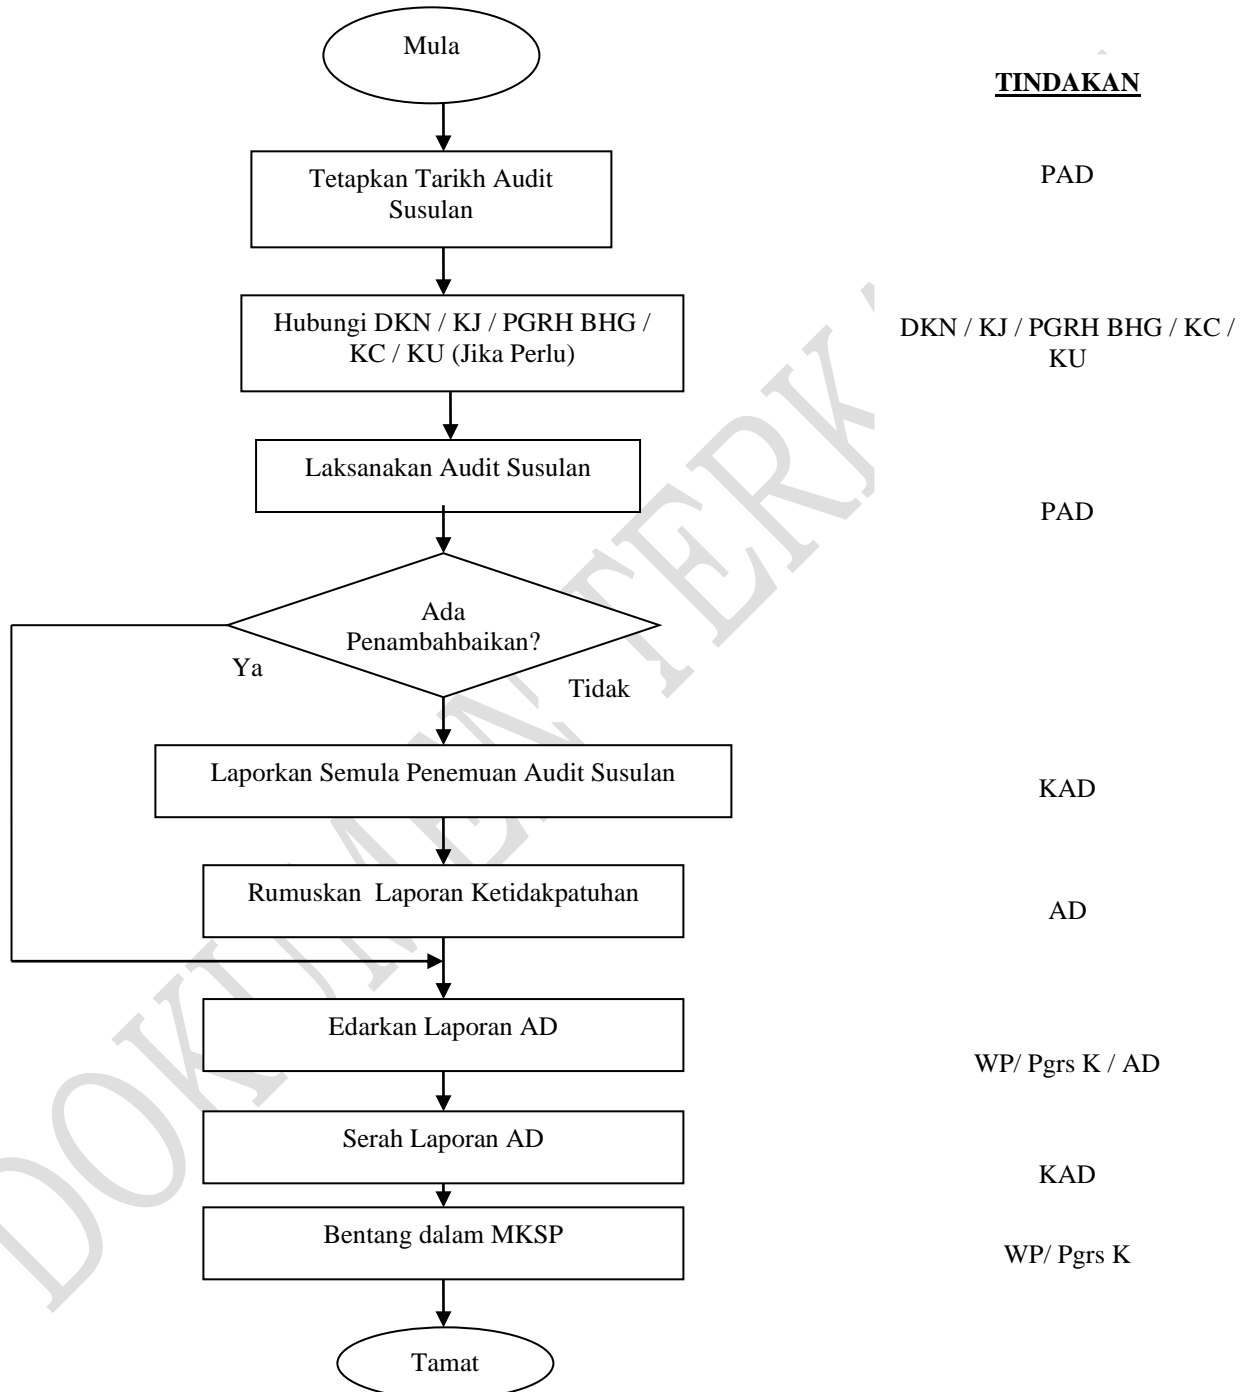 Mula
TINDAKAN
Tetapkan Tarikh Audit
Susulan
PAD
Hubungi DKN / KJ / PGRH BHG /
KC / KU (Jika Perlu)
DKN / KJ / PGRH BHG / KC /
KU
Laksanakan Audit Susulan
PAD
Ada
Penambahbaikan?
Ya
Tidak
Laporkan Semula Penemuan Audit Susulan
KAD
Rumuskan  Laporan Ketidakpatuhan
AD
Edarkan Laporan AD
WP/ Pgrs K / AD
Serah Laporan AD
KAD
Bentang dalam MKSP
WP/ Pgrs K
Tamat
DOKUMEN TERK